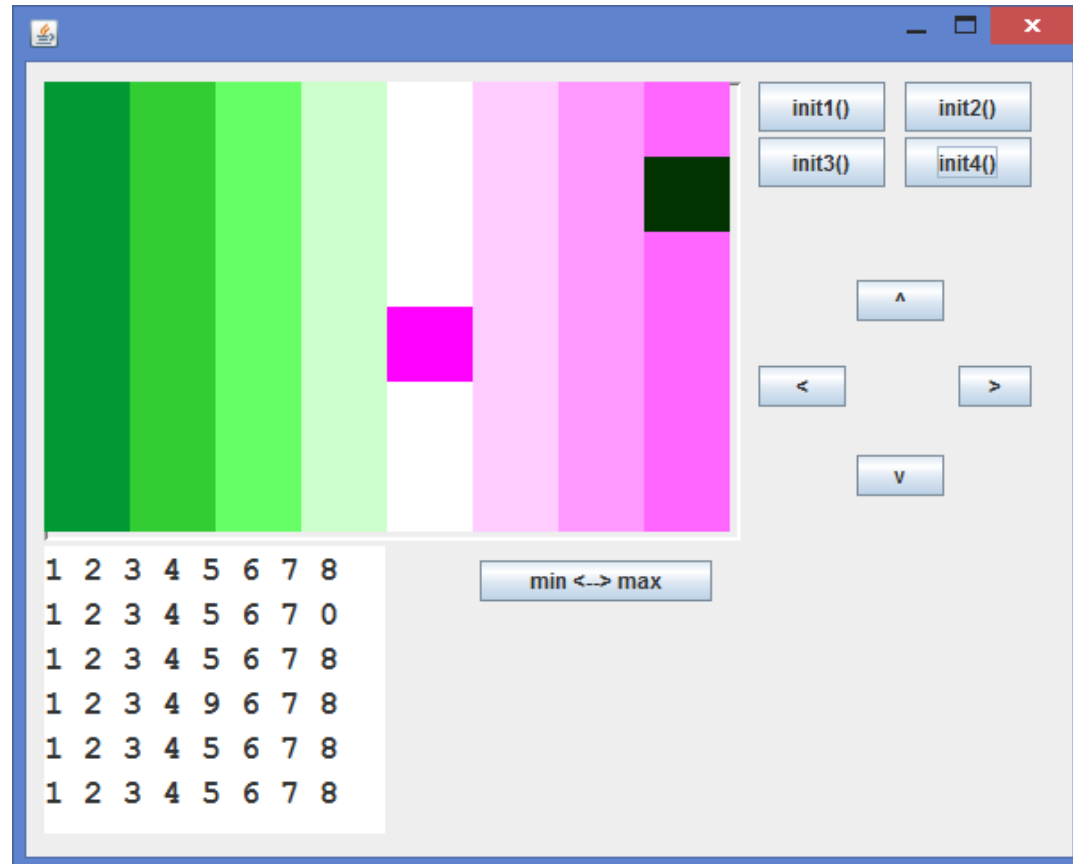 init1() init2()
init3() init4()
^
< >
v
min <--> max
1 2 3 4 5 6 7 8
1 2 3 4 5 6 7 0
1 2 3 4 5 6 7 8
1 2 3 4 9 6 7 8
1 2 3 4 5 6 7 8
1 2 3 4 5 6 7 8